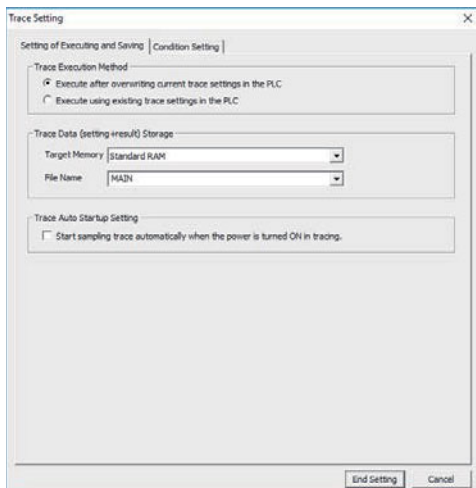 Trace Setting
Setting of Executing and Saving Condition Setting
Trace Execution Method
Execute after overwriting current trace settings in the PLC
Execute using existing trace settings in the PLC
Trace Data (setting+result) Storage
Target Memory Standard RAM
File Name MAIN
Trace Auto Startup Setting
Start sampling trace automatically when the power is turned ON in tracing.
End Setting Cancel